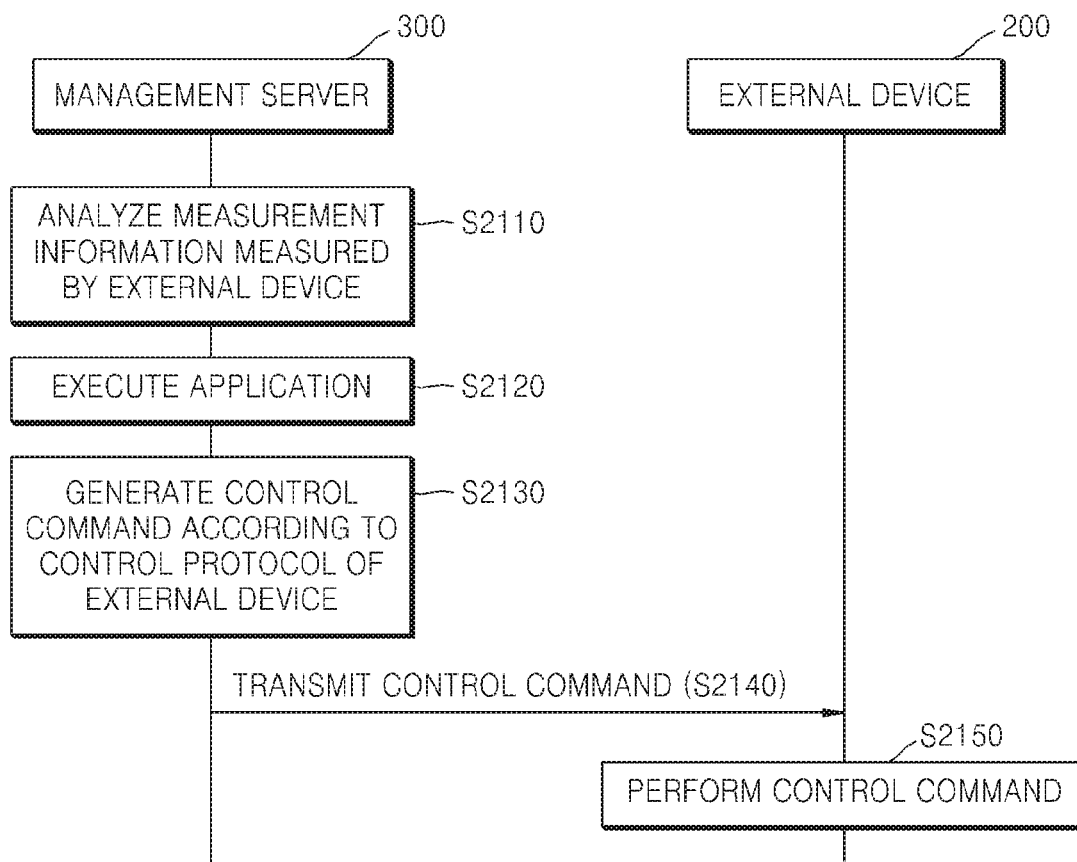 300
200
MANAGEMENT SERVER
EXTERNAL DEVICE
ANALYZE MEASUREMENT
INFORMATION MEASURED
BY EXTERNAL DEVICE
S2110
EXECUTE APPLICATION
S2120
GENERATE CONTROL
COMMAND ACCORDING TO
CONTROL PROTOCOL OF
EXTERNAL DEVICE
S2130
TRANSMIT CONTROL COMMAND (S2140)
S2150
PERFORM CONTROL COMMAND